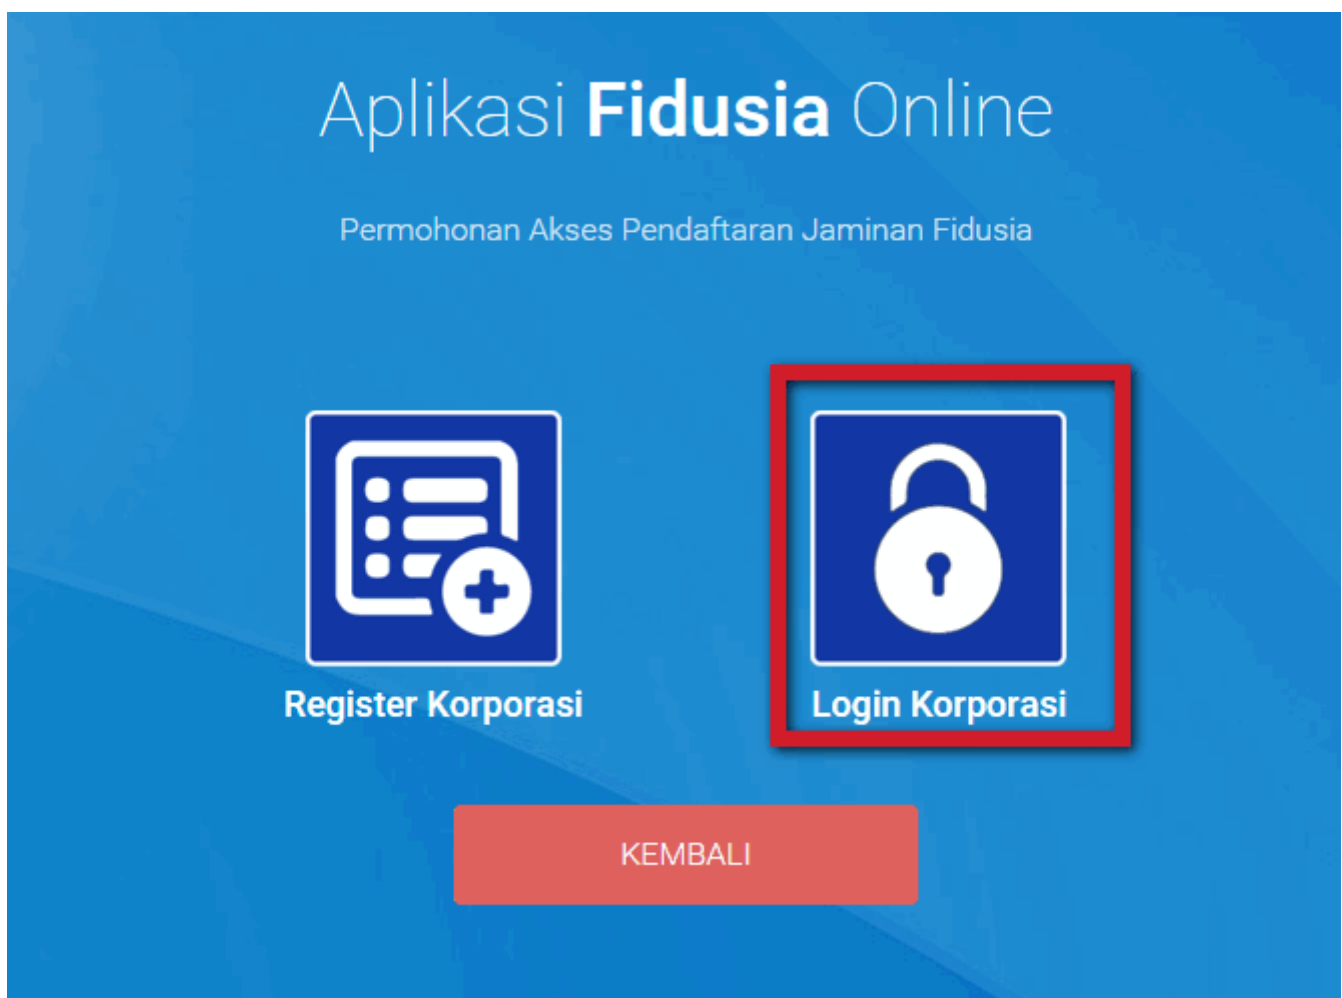 Aplikasi Fidusia Online
Permohonan Akses Pendaftaran Jaminan Fidusia
Register Korporasi
Login Korporasi
KEMBALI